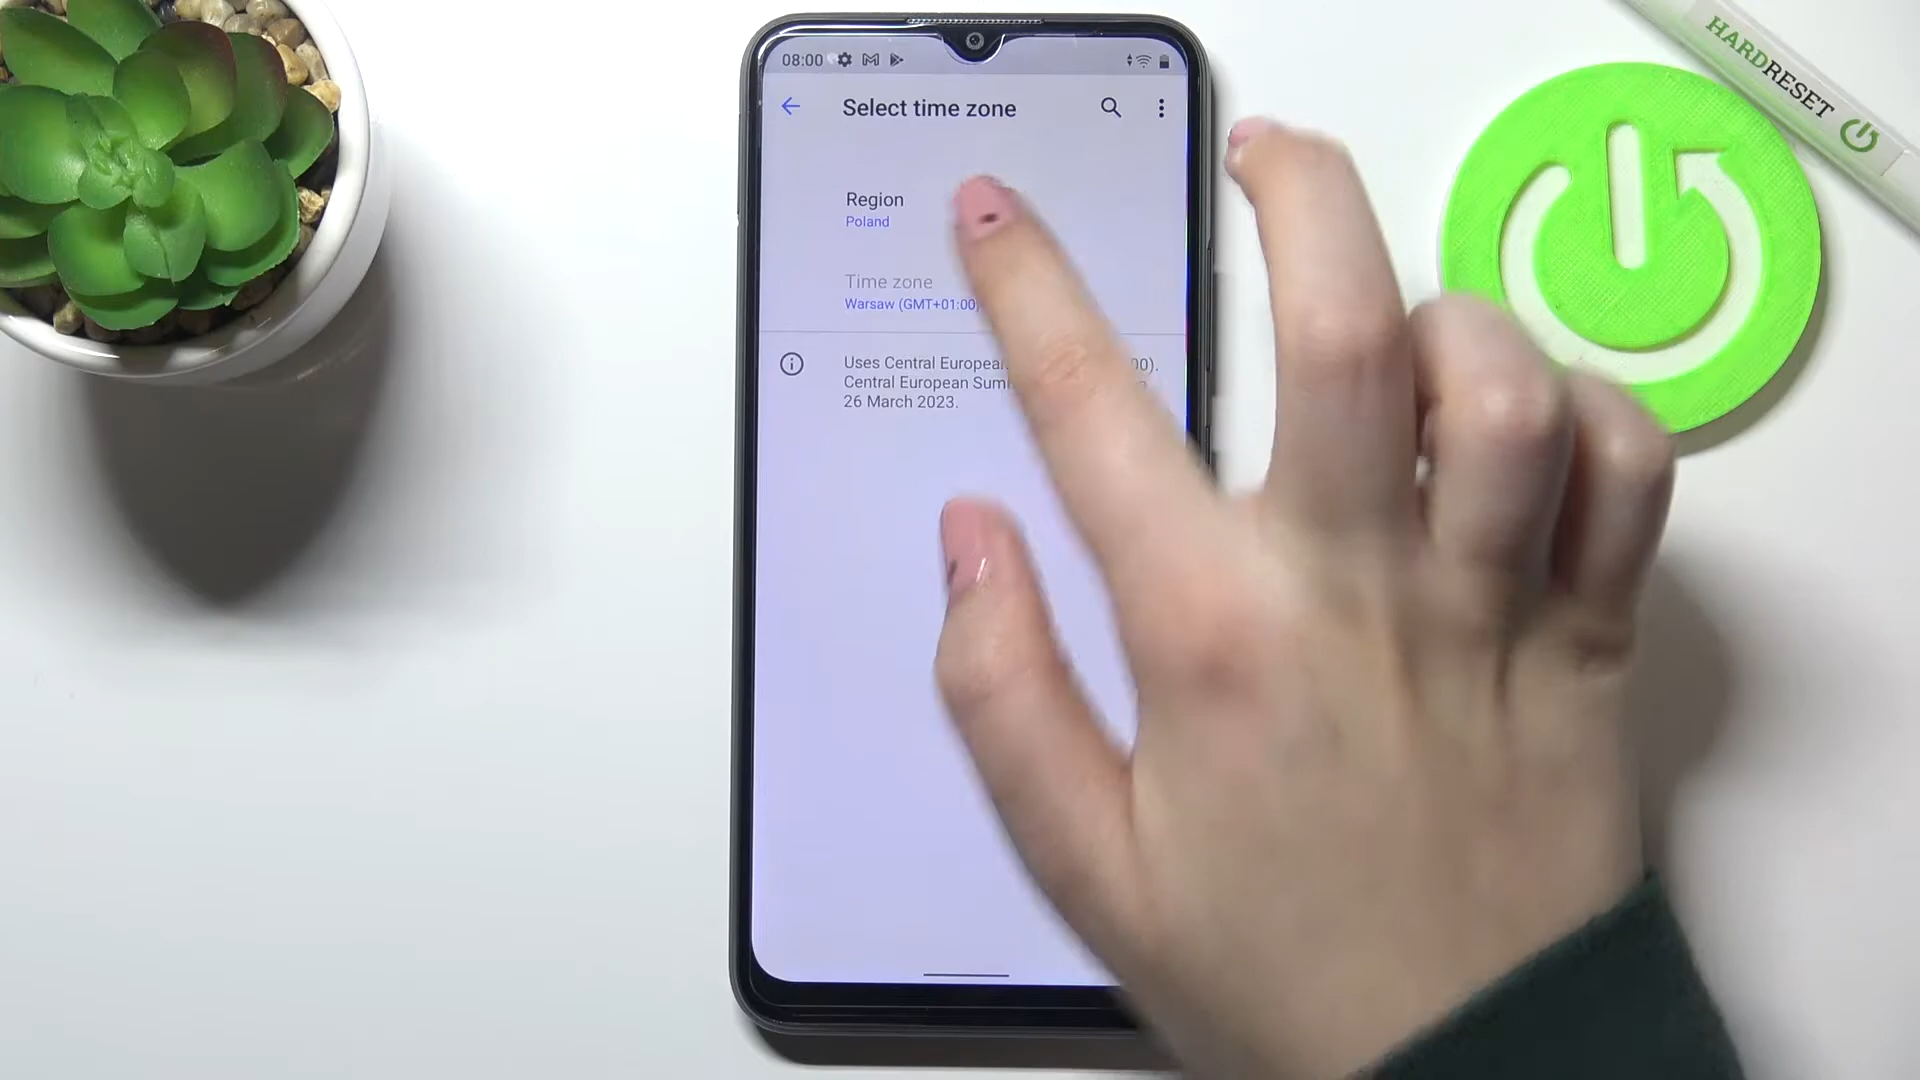 08:00
Select time zone
Region
Poland
Time zone
Warsaw (GMT+01:00)
Uses Central European 00).
Central European Sum
26 March 2023.
HARDRESET